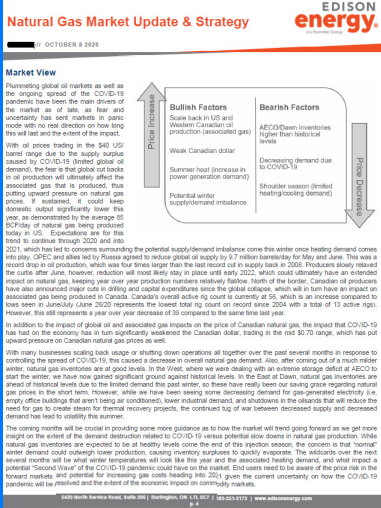 EDISON
energy.
Natural Gas Market Update & Strategy
/// OCTOBER 8 2020
Market View
Plummeting global oil markets as well as
the ongoing spread of the COVID-19
pandemic have been the main drivers of
the market as of late, as fear and
uncertainty has sent markets in panic
mode with no real direction on how long
this will last and the extent of the impact.
With oil prices trading in the $40 US/
barrel range due to the supply surplus
caused by COVID-19 (limited global oil
demand), the fear is that global cut backs
in oil production will ultimately affect the
associated gas that is produced, thus
putting upward pressure on natural gas
prices. If sustained, it could keep
domestic output significantly lower this
year, as demonstrated by the average 85
BCF/day of natural gas being produced
today in US. Expectations are for this
trend to continue through 2020 and into
Price Increase
Bullish Factors
Scale back in US and
Western Canadian oil
production (associated gas)
Weak Canadian dollar
Summer heat (increase in
power generation demand)
Potential winter
supply/demand imbalance
Bearish Factors
AECO/Dawn inventories
higher than historical
levels
Decreasing demand due
to COVID-19
Shoulder season (limited
heating/cooling demand)
Price Decrease
2021, which has led to concerns surrounding the potential supply/demand imbalance come this winter once heating demand comes
into play. OPEC and allies led by Russia agreed to reduce global oil supply by 9.7 million barrels/day for May and June. This was a
record drop in oil production, which was four times larger than the last record cut in supply back in 2008. Producers slowly relaxed
the curbs after June, however, reduction will most likely stay in place until early 2022, which could ultimately have an extended
impact on natural gas, keeping year over year production numbers relatively flat/low. North of the border, Canadian oil producers
have also announced major cuts in drilling and capital expenditures since the global collapse, which will in turn have an impact on
associated gas being produced in Canada. Canada's overall active rig count is currently at 56, which is an increase compared to
lows seen in June/July (June 26/20 represents the lowest total rig count on record since 2004 with a total of 13 active rigs).
However, this still represents a year over year decrease of 39 compared to the same time last year.
In addition to the impact of global oil and associated gas impacts on the price of Canadian natural gas, the impact that COVID-19
has had on the economy has in turn significantly weakened the Canadian dollar, trading in the mid $0.70 range, which has put
upward pressure on Canadian natural gas prices as well.
With many businesses scaling back usage or shutting down operations all together over the past several months in response to
controlling the spread of COVID-19, this caused a decrease in overall natural gas demand. Also, after coming out of a much milder
winter, natural gas inventories are at good levels. In the West, where we were dealing with an extreme storage deficit at AECO to
start the winter, we have now gained significant ground against historical levels. In the East at Dawn, natural gas inventories are
ahead of historical levels due to the limited demand this past winter, so these have really been our saving grace regarding natural
gas prices in the short term. However, while we have been seeing some decreasing demand for gas-generated electricity (i.e.
empty office buildings that aren't being air conditioned), lower industrial demand, and shutdowns in the oilsands that will reduce the
need for gas to create steam for thermal recovery projects, the continued tug of war between decreased supply and decreased
demand has lead to volatility this summer.
The coming months will be crucial in providing some more guidance as to how the market will trend going forward as we get more
insight on the extent of the demand destruction related to COVID-19 versus potential slow downs in natural gas production. While
natural gas inventories are expected to be at healthy levels come the end of this injection season, the concern is that "normal"
winter demand could outweigh lower production, causing inventory surpluses to quickly evaporate. The wildcards over the next
several months will be what winter temperatures will look like this year and the associated heating demand, and what impact a
potential "Second Wave" of the COVID-19 pandemic could have on the market. End users need to be aware of the price risk in the
forward markets and potential for increasing gas costs heading into 2021 given the current uncertainty on how the COVID-19
pandemic will be resolved and the extent of the economic impact on commodity markets.
5420 North Service Road, Suite 200 | Burlington, ON L7L 6C7 | www.edisonenergy.com
p. 4